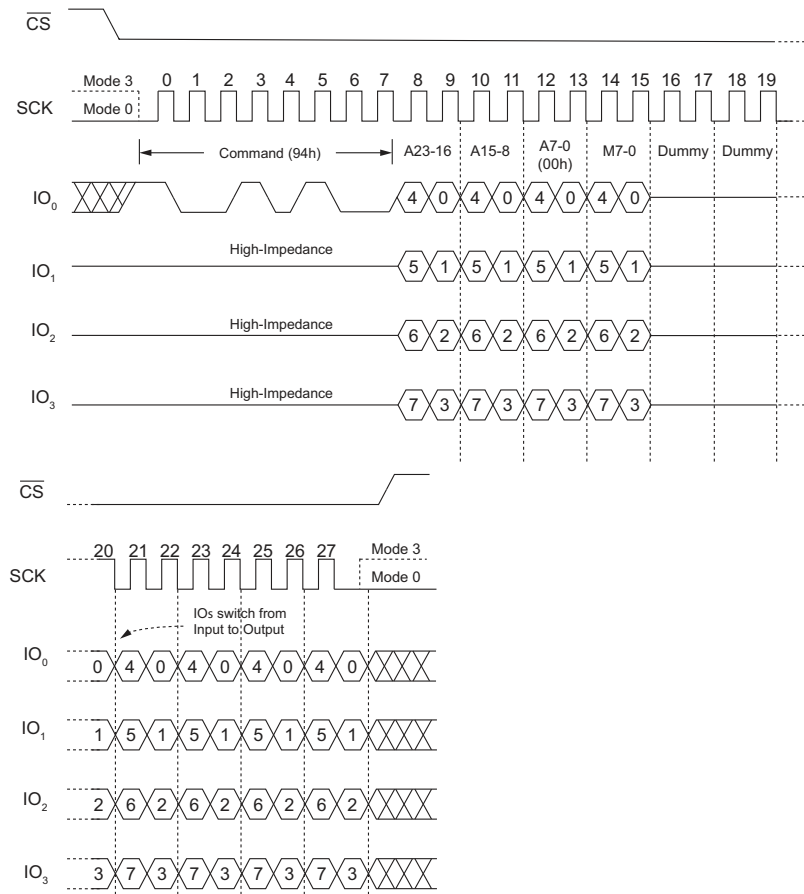 CS
Mode 3
0 1 2 3 4 5 6 7 8 9 10 11 12 13 14 15 16 17 18 19
SCK
Mode 0
Command (94h)
A23-16 A15-8 A7-0 (00h) M7-0 Dummy Dummy
IO0 4 0 4 0 4 0 4 0
High-Impedance
IO1 5 1 5 1 5 1 5 1
High-Impedance
IO2 6 2 6 2 6 2 6 2
High-Impedance
IO3 7 3 7 3 7 3 7 3
CS
20 21 22 23 24 25 26 27
Mode 3
SCK
Mode 0
IOs switch from
Input to Output
IO0 0 4 0 4 0 4 0 4 0
IO1 1 5 1 5 1 5 1 5 1
IO2 2 6 2 6 2 6 2 6 2
IO3 3 7 3 7 3 7 3 7 3